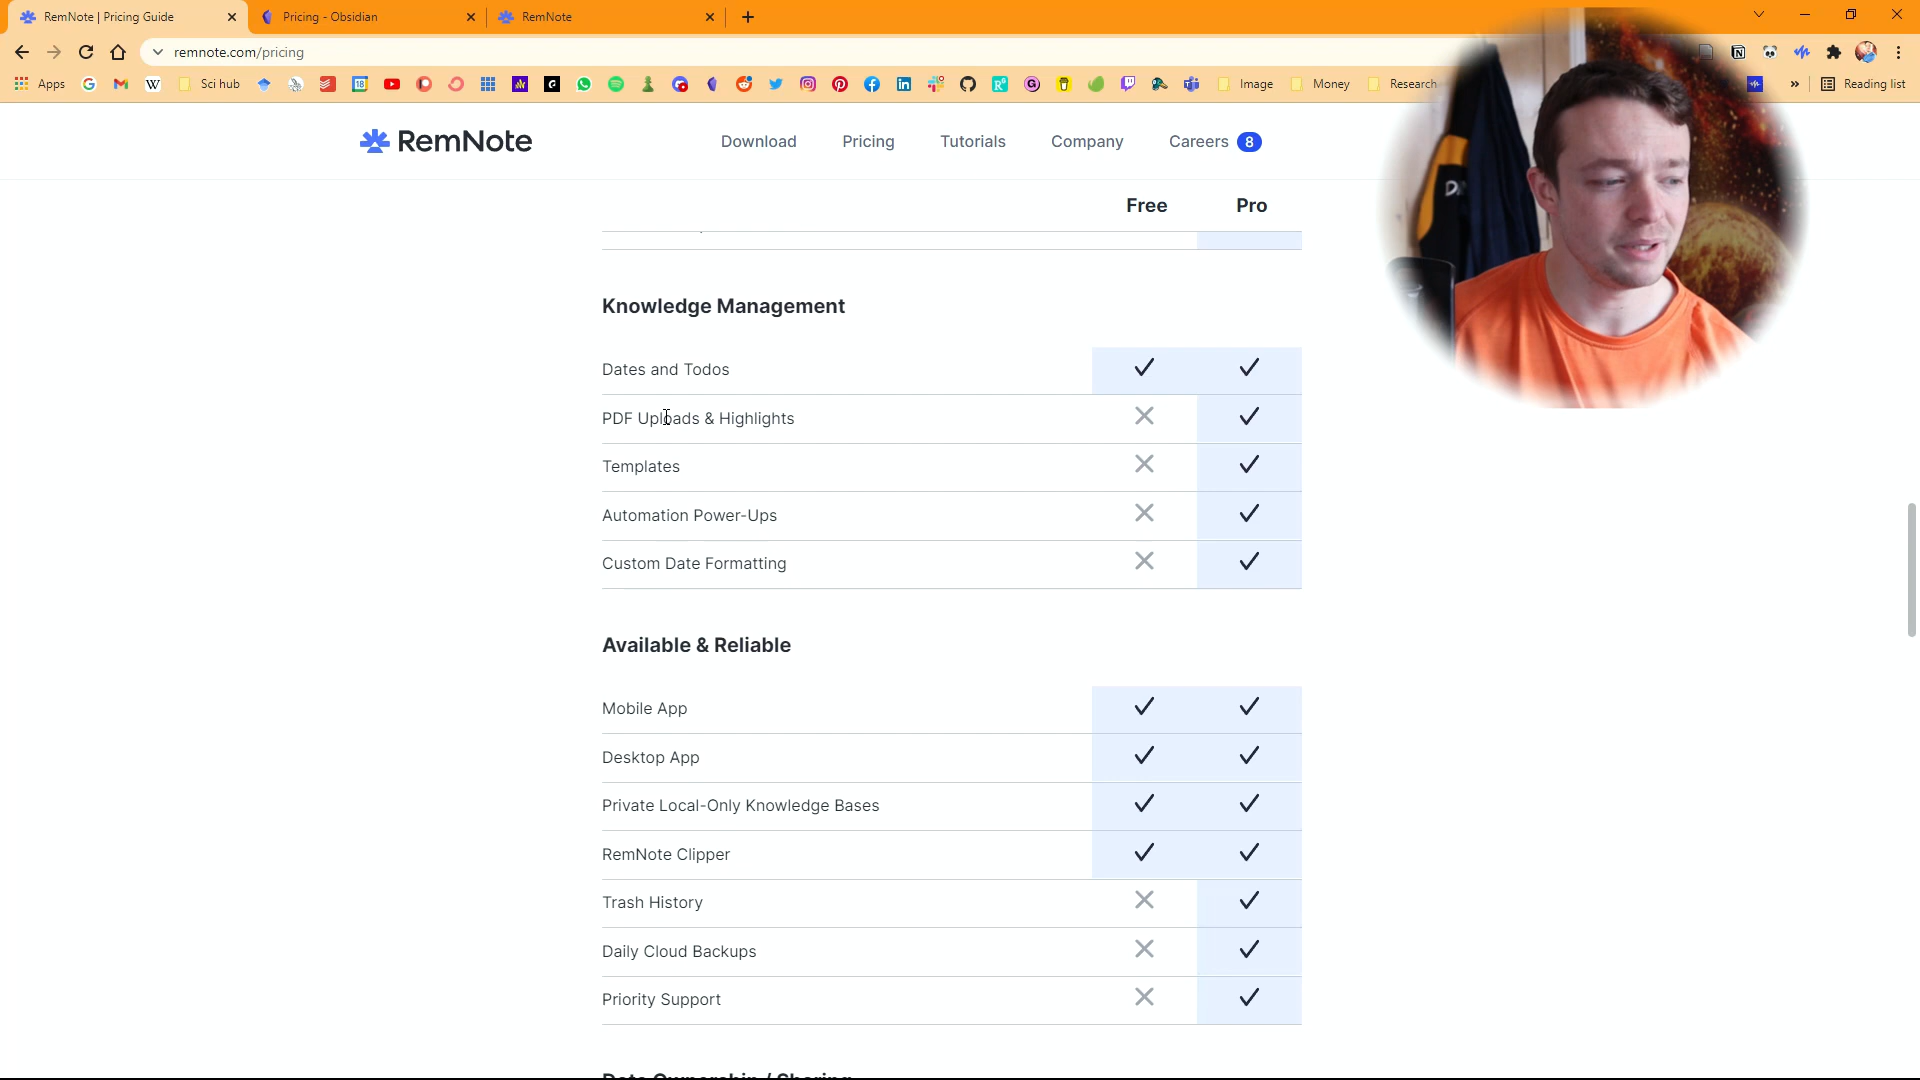 RemNote | Pricing Guide
Pricing - Obsidian
RemNote
remnote.com/pricing
Apps
Sci hub
Image
Money
Research
Reading list
RemNote
Download
Pricing
Tutorials
Company
Careers 8
Free Pro
Knowledge Management
Dates and Todos
PDF Uploads & Highlights
Templates
Automation Power-Ups
Custom Date Formatting
Available & Reliable
Mobile App
Desktop App
Private Local-Only Knowledge Bases
RemNote Clipper
Trash History
Daily Cloud Backups
Priority Support